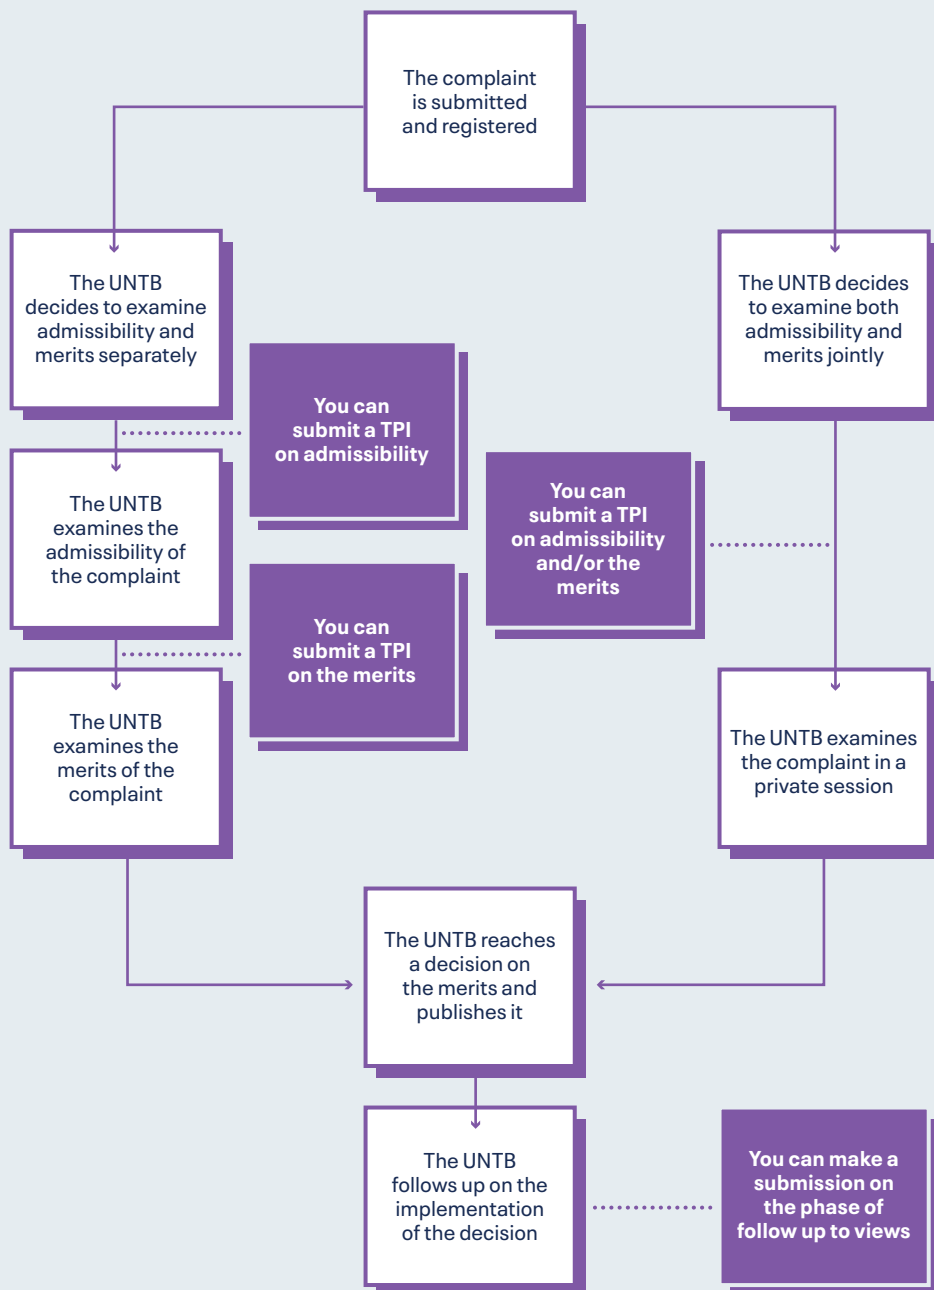 The complaint
is submitted
and registered
The UNTB
decides to examine
admissibility and
merits separately
The UNTB decides
to examine both
admissibility and
merits jointly
You can
submit a TPI
on admissibility
The UNTB
examines the
admissibility of
the complaint
You can
submit a TPI
on admissibility
and/or the
merits
You can
submit a TPI
on the merits
The UNTB
examines the
merits of the
complaint
The UNTB examines
the complaint in a
private session
The UNTB reaches
a decision on
the merits and
publishes it
The UNTB
follows up on the
implementation
of the decision
You can make a
submission on
the phase of
follow up to views